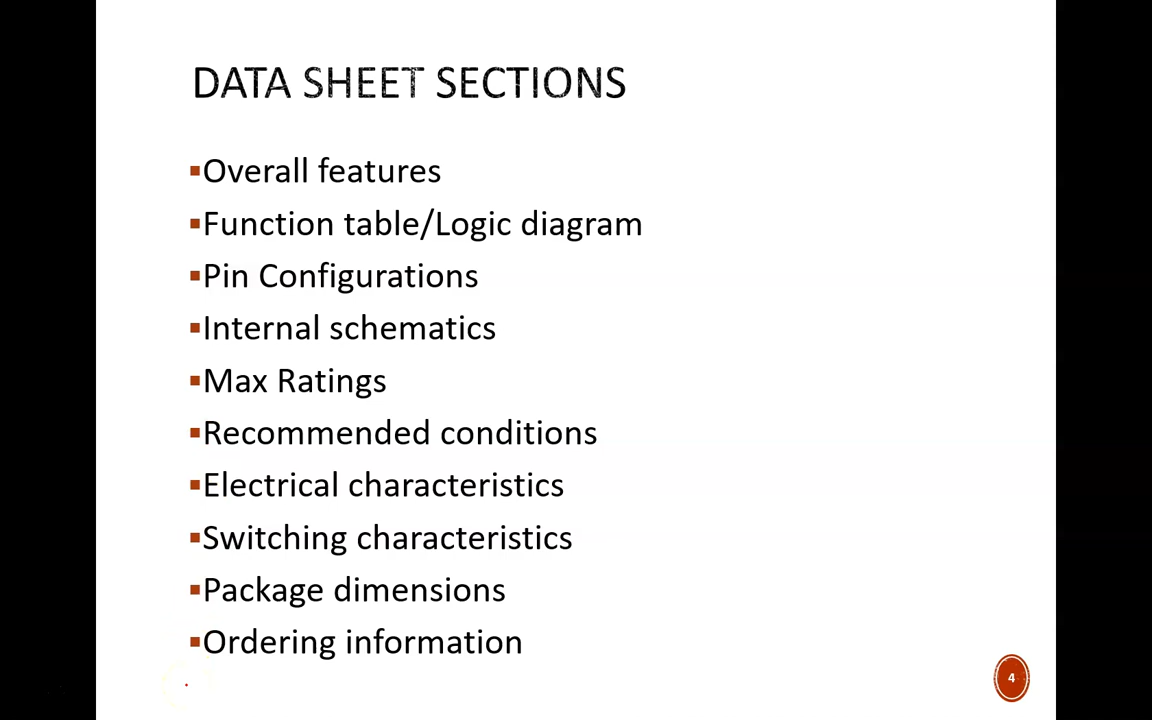 DATA SHEET SECTIONS
▪Overall features
▪Function table/Logic diagram
▪Pin Configurations
▪Internal schematics
▪Max Ratings
▪Recommended conditions
▪Electrical characteristics
▪Switching characteristics
▪Package dimensions
▪Ordering information
4